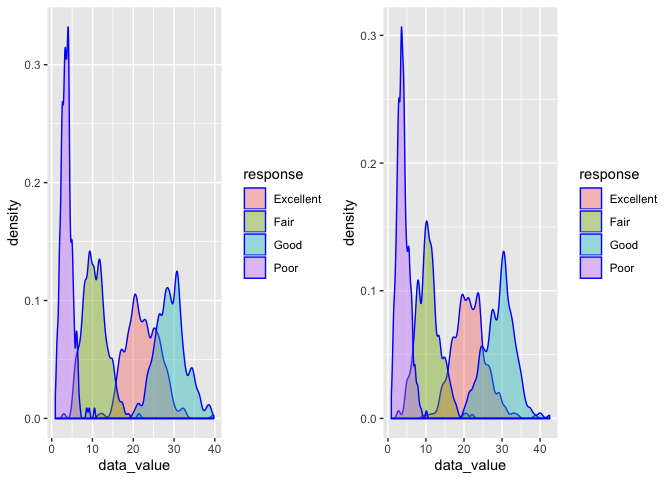 density
0.3
0.2
0.1
0.0
0
10
20
30
40
data_value
response
Excellent
Fair
Good
Poor
density
0.3
0.2
0.1
0.0
0
10
20
30
40
data_value
response
Excellent
Fair
Good
Poor